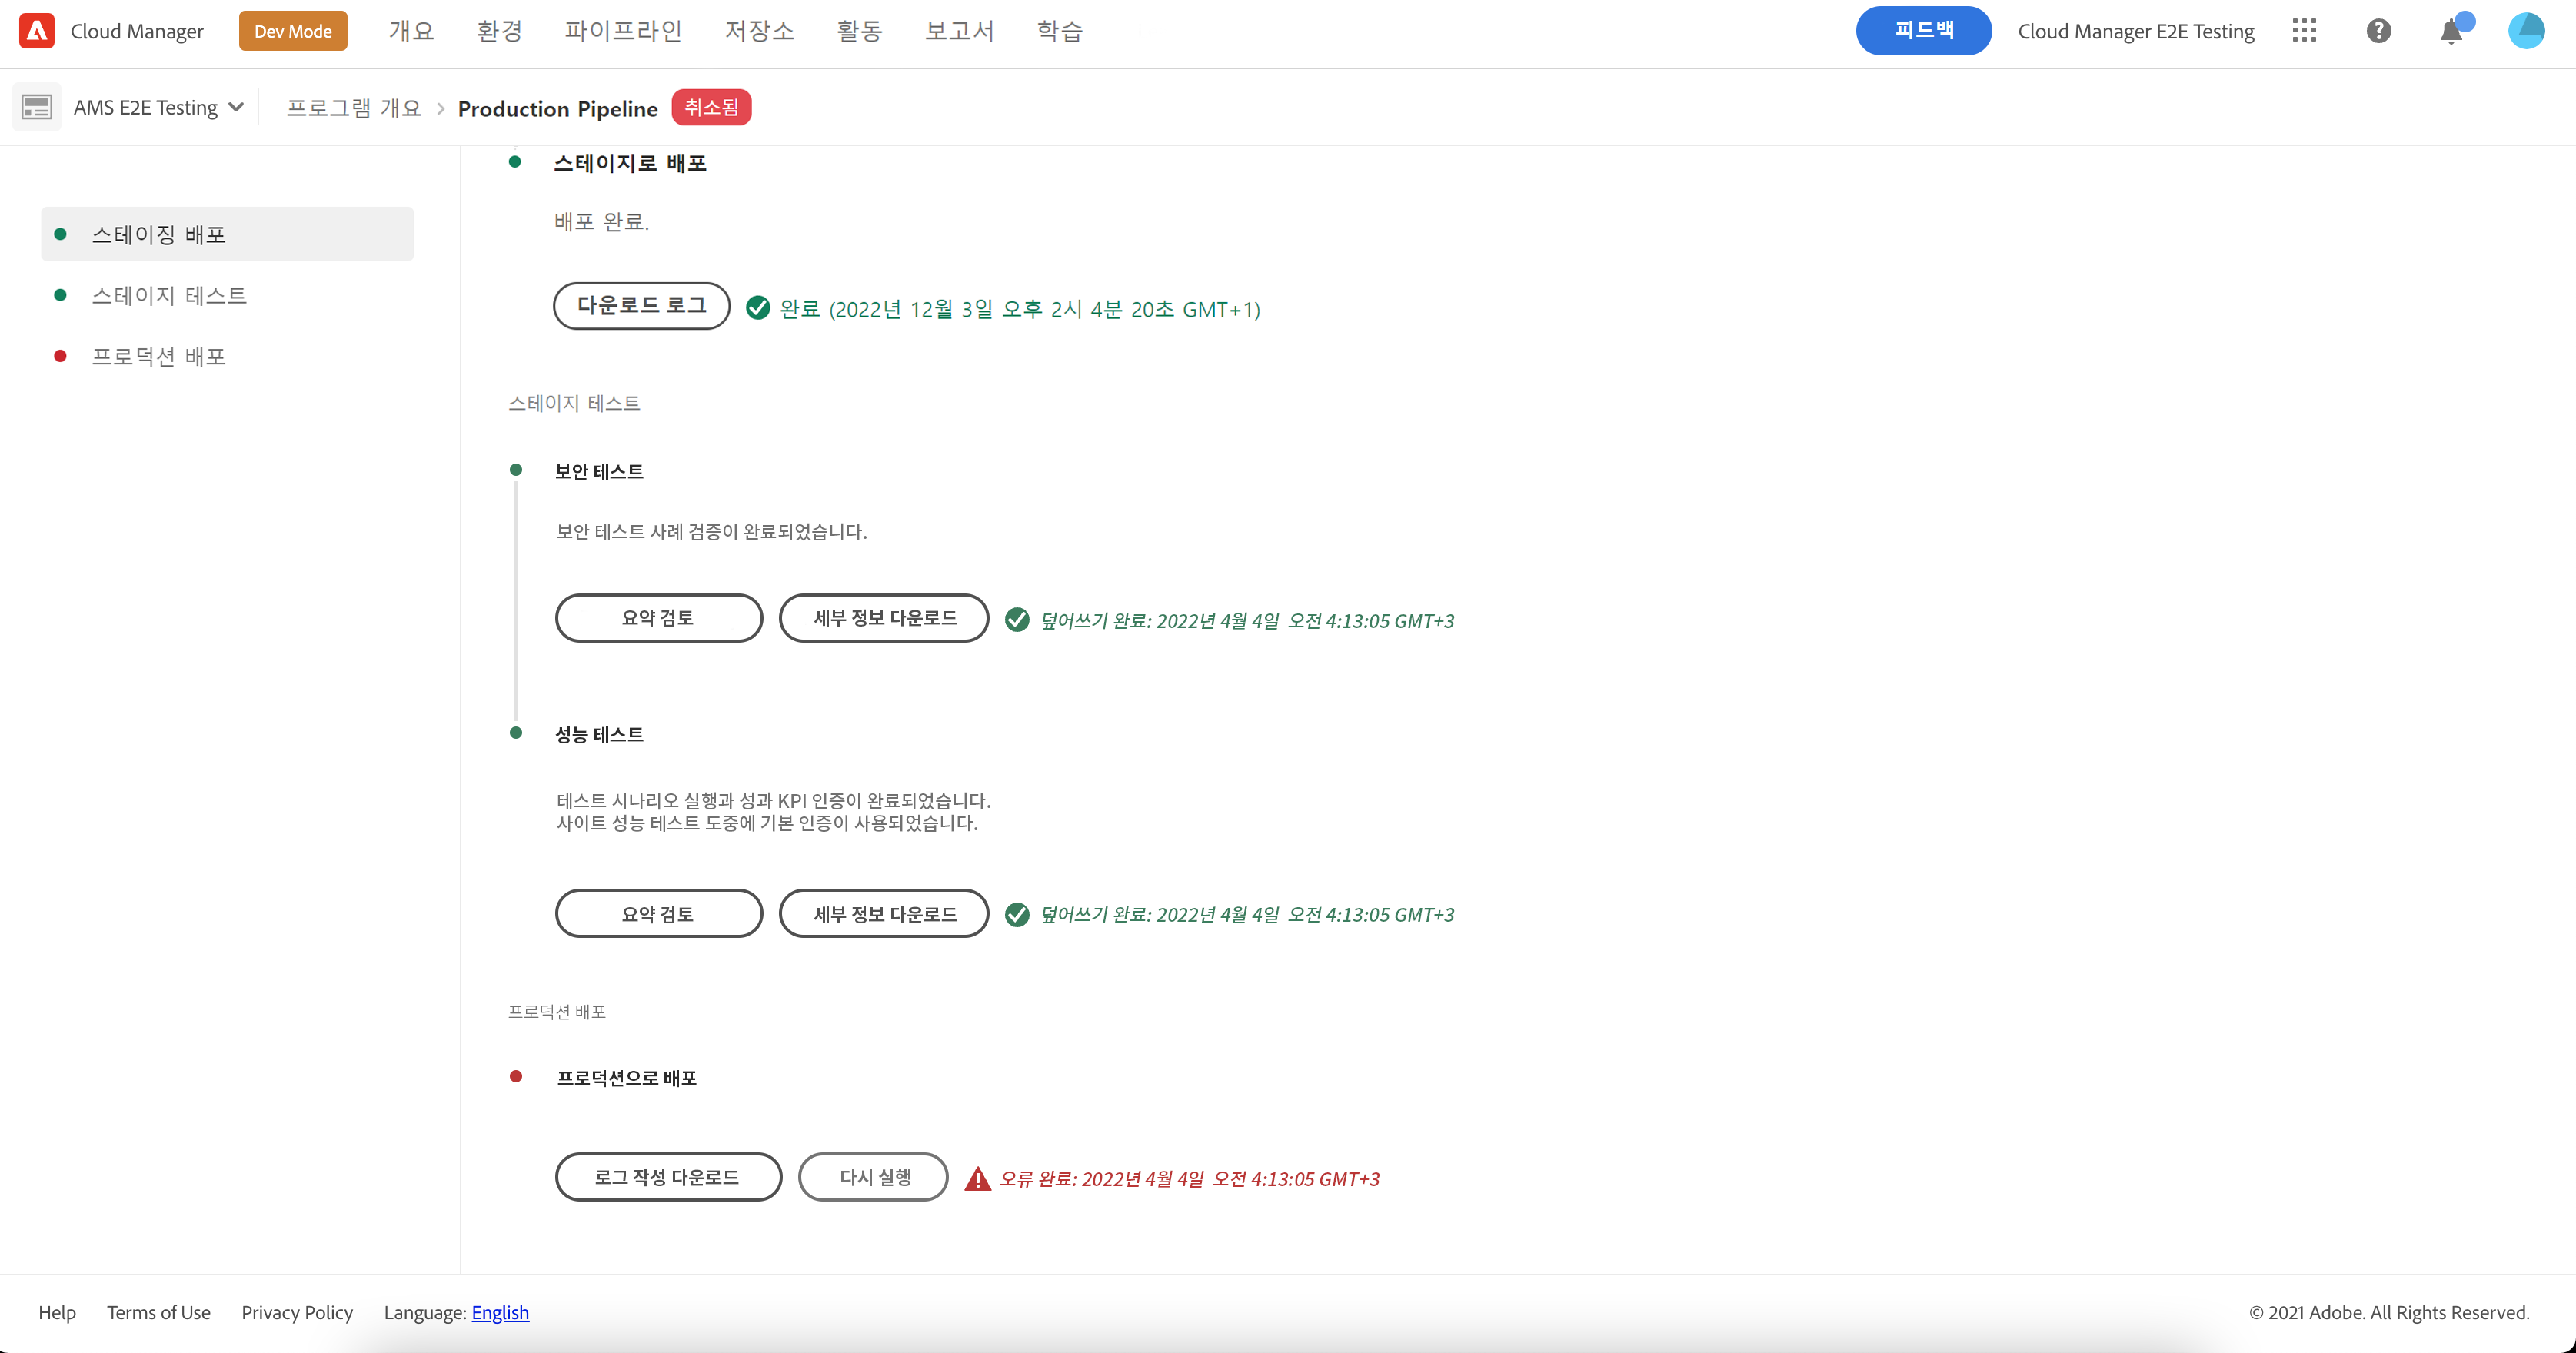 Cloud Manager
Dev Mode
개요
환경
파이프라인
저장소
활동
보고서
학습
피드백
Cloud Manager E2E Testing
AMS E2E Testing
프로그램 개요
Production Pipeline
취소됨
스테이징 배포
스테이지 테스트
프로덕션 배포
스테이지로 배포
배포 완료.
다운로드 로그
완료 (2022년 12월 3일 오후 2시 4분 20초 GMT+1)
스테이지 테스트
보안 테스트
보안 테스트 사례 검증이 완료되었습니다.
요약 검토
세부 정보 다운로드
덮어쓰기 완료: 2022년 4월 4일 오전 4:13:05 GMT+3
성능 테스트
테스트 시나리오 실행과 성과 KPI 인증이 완료되었습니다.
사이트 성능 테스트 도중에 기본 인증이 사용되었습니다.
요약 검토
세부 정보 다운로드
덮어쓰기 완료: 2022년 4월 4일 오전 4:13:05 GMT+3
프로덕션 배포
프로덕션으로 배포
로그 작성 다운로드
다시 실행
오류 완료: 2022년 4월 4일 오전 4:13:05 GMT+3
Help
Terms of Use
Privacy Policy
Language: English
© 2021 Adobe. All Rights Reserved.